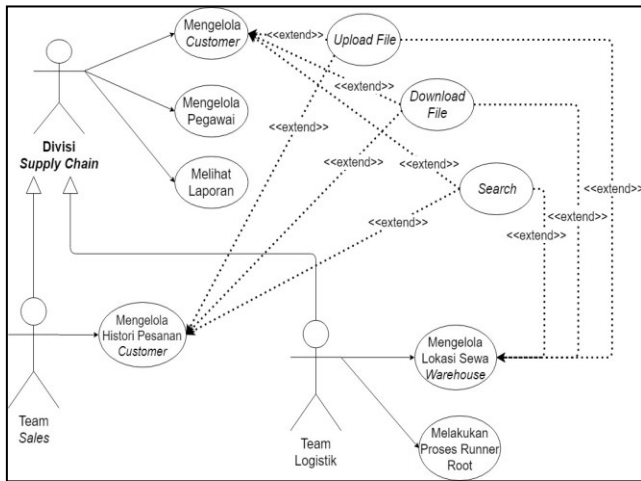 Mengelola
Customer
<<extend>>
Upload File
Download
File
<<extend>>
<<extend>>
Mengelola
Pegawai
Divisi
Supply Chain
Melihat
Laporan
<<extend>>
<<extend>>
Search
<<extend>>
<<extend>>
<<extend>>
<<extend>>
Mengelola
Histori Pesanan
Customer
Mengelola
Lokasi Sewa
Warehouse
Team
Sales
Team
Logistik
Melakukan
Proses Runner
Root